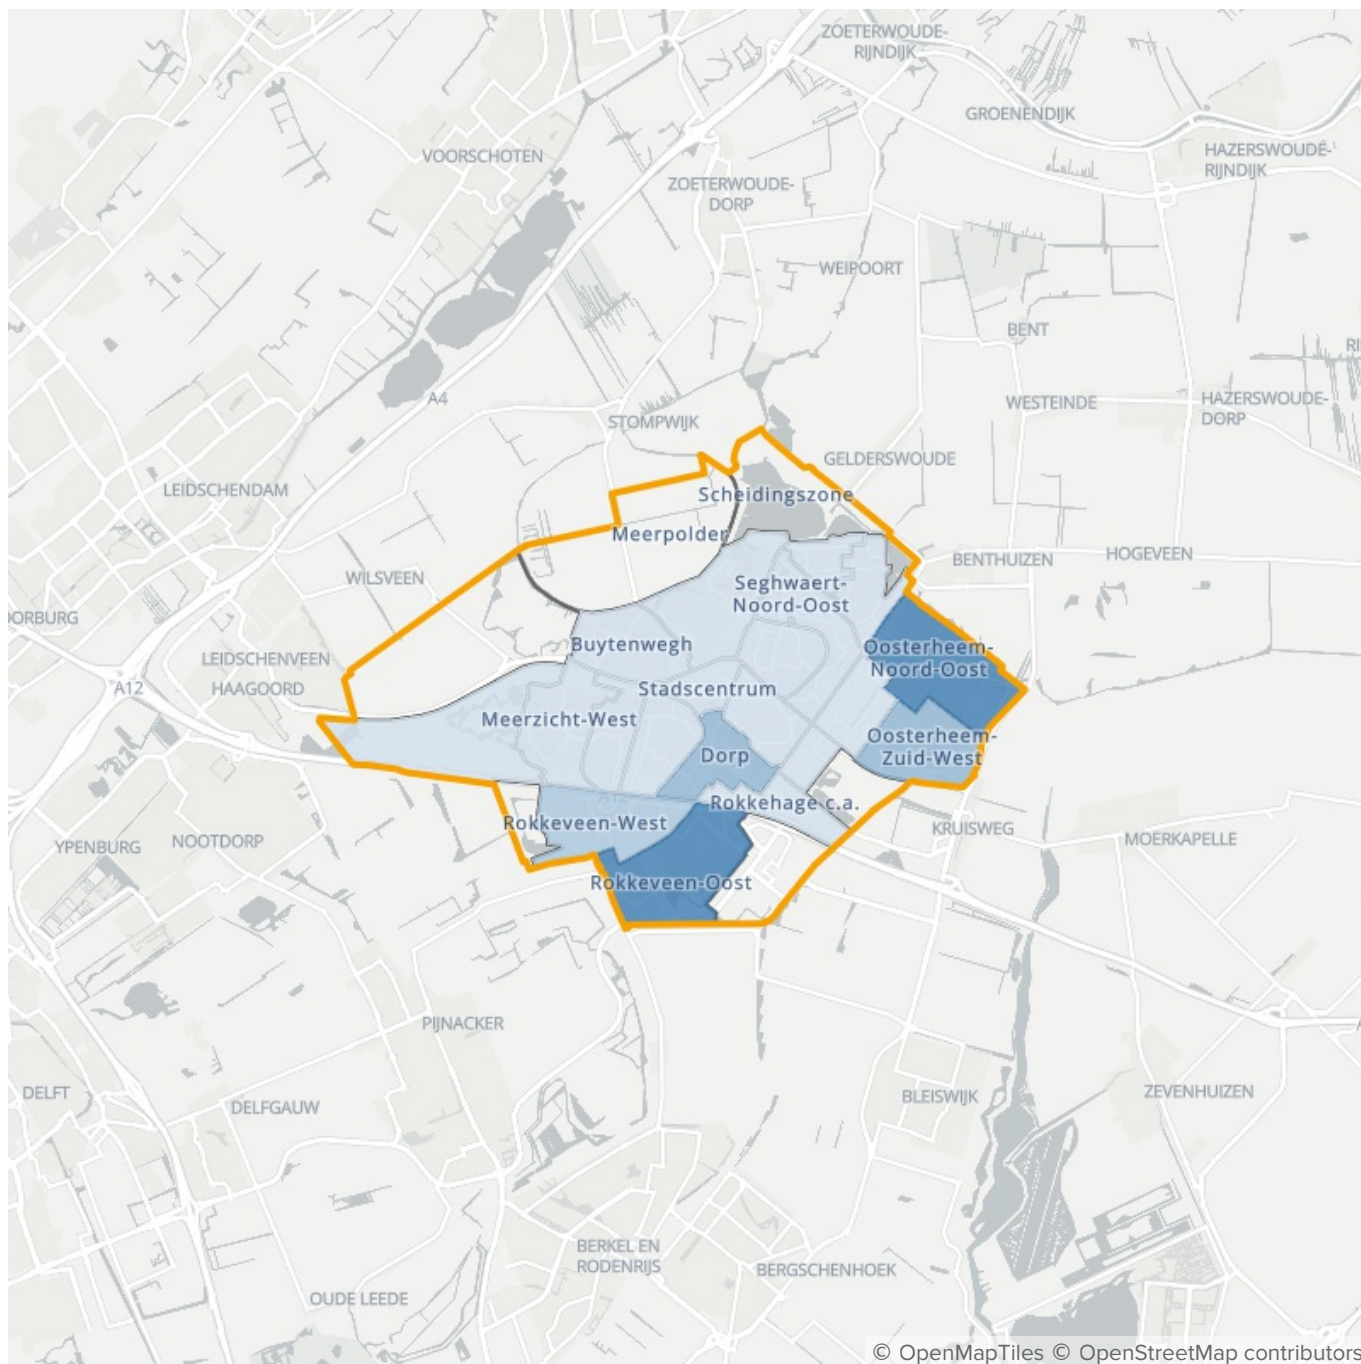 ZOETERWOUDE-
RIJNDIJK
GROENENDIJK
VOORSCHOTEN
HAZERSWOUDE-
RIJNDIJK
ZOETERWOUDE-
DORP
WEIPOORT
BENT
A4
WESTEINDE
HAZERSWOUDE-
DORP
STOMPWIJK
GELDERSWOUDE
LEIDSCHENDAM
Scheidingszone
Meerpolder
BENTHUIZEN
HOGEVEEN
WILSVEEN
Seghwaert-
Noord-Oost
OORBURG
Buytenwegh
Oosterheem-
Noord-Oost
LEIDSCHENVEEN
A12
HAAGOORD
Stadscentrum
Meerzicht-West
Oosterheem-
Zuid-West
Dorp
A12
Rokkehage c.a.
Rokkeveen-West
KRUISWEG
YPENBURG
NOOTDORP
MOERKAPELLE
Rokkeveen-Oost
PIJNACKER
DELFT
DELFGAUW
BLEISWIJK
ZEVENHUIZEN
BERKEL EN
RODENRIJS
BERGSCHENHOEK
OUDE LEEDE
© OpenMapTiles © OpenStreetMap contributors